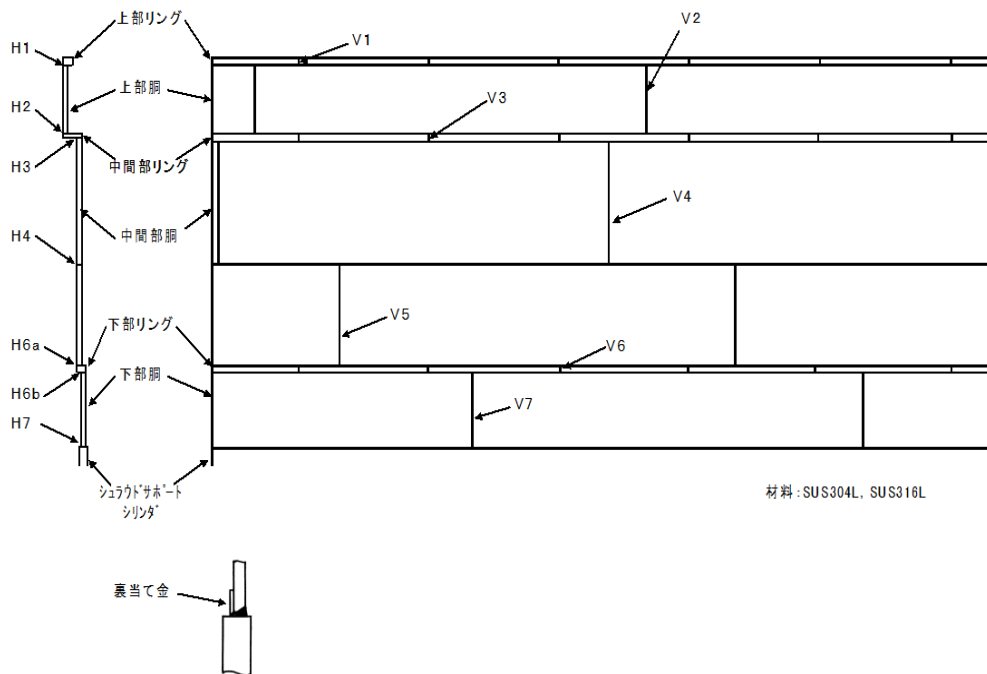 上部リング
V1
V2
H1
上部胴
H2
V3
中間部リング
H3
V4
中間部胴
H4
V5
下部リング
H6a
V6
下部胴
H6b
V7
H7
シュラウドサポート
シリンダ
材料:SUS304L, SUS316L
裏当て金